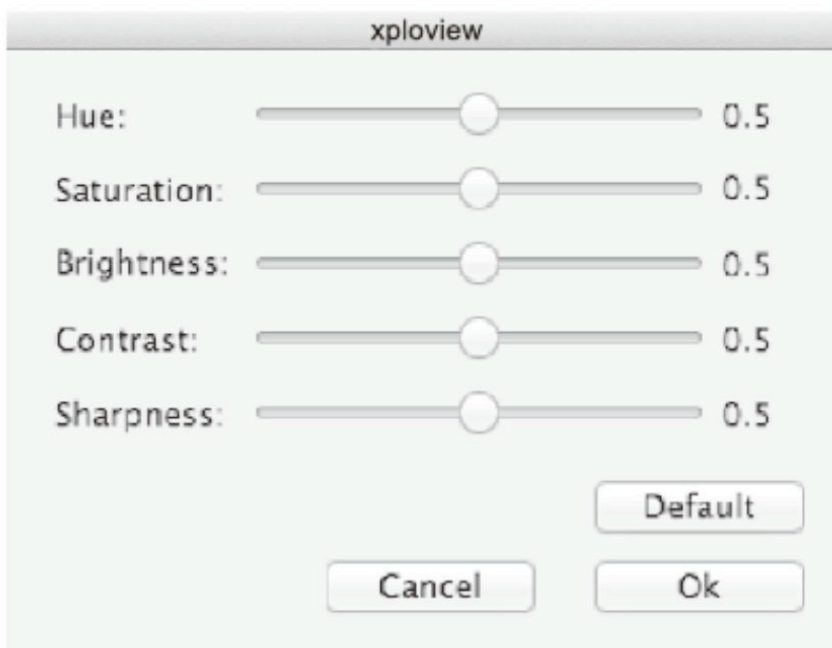 xploview
Hue: 0.5
Saturation: 0.5
Brightness: 0.5
Contrast: 0.5
Sharpness: 0.5
Default
Cancel Ok